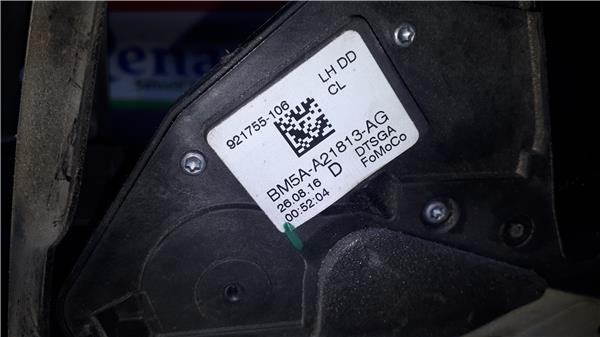 921755-106
LH DD
CL
BM5A-A21813-AG
26.08.16
D
DTSGA
00:52:04
FoMoCo